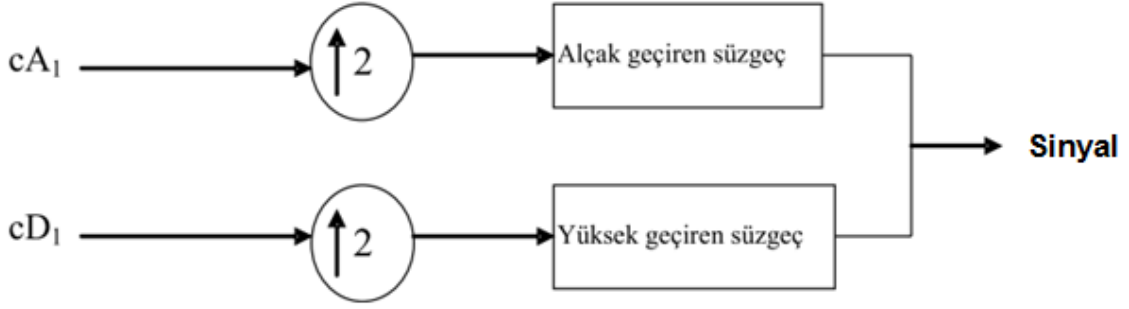 cA₁
↑2
Alçak geçiren süzgeç
Sinyal
cD₁
↑2
Yüksek geçiren süzgeç